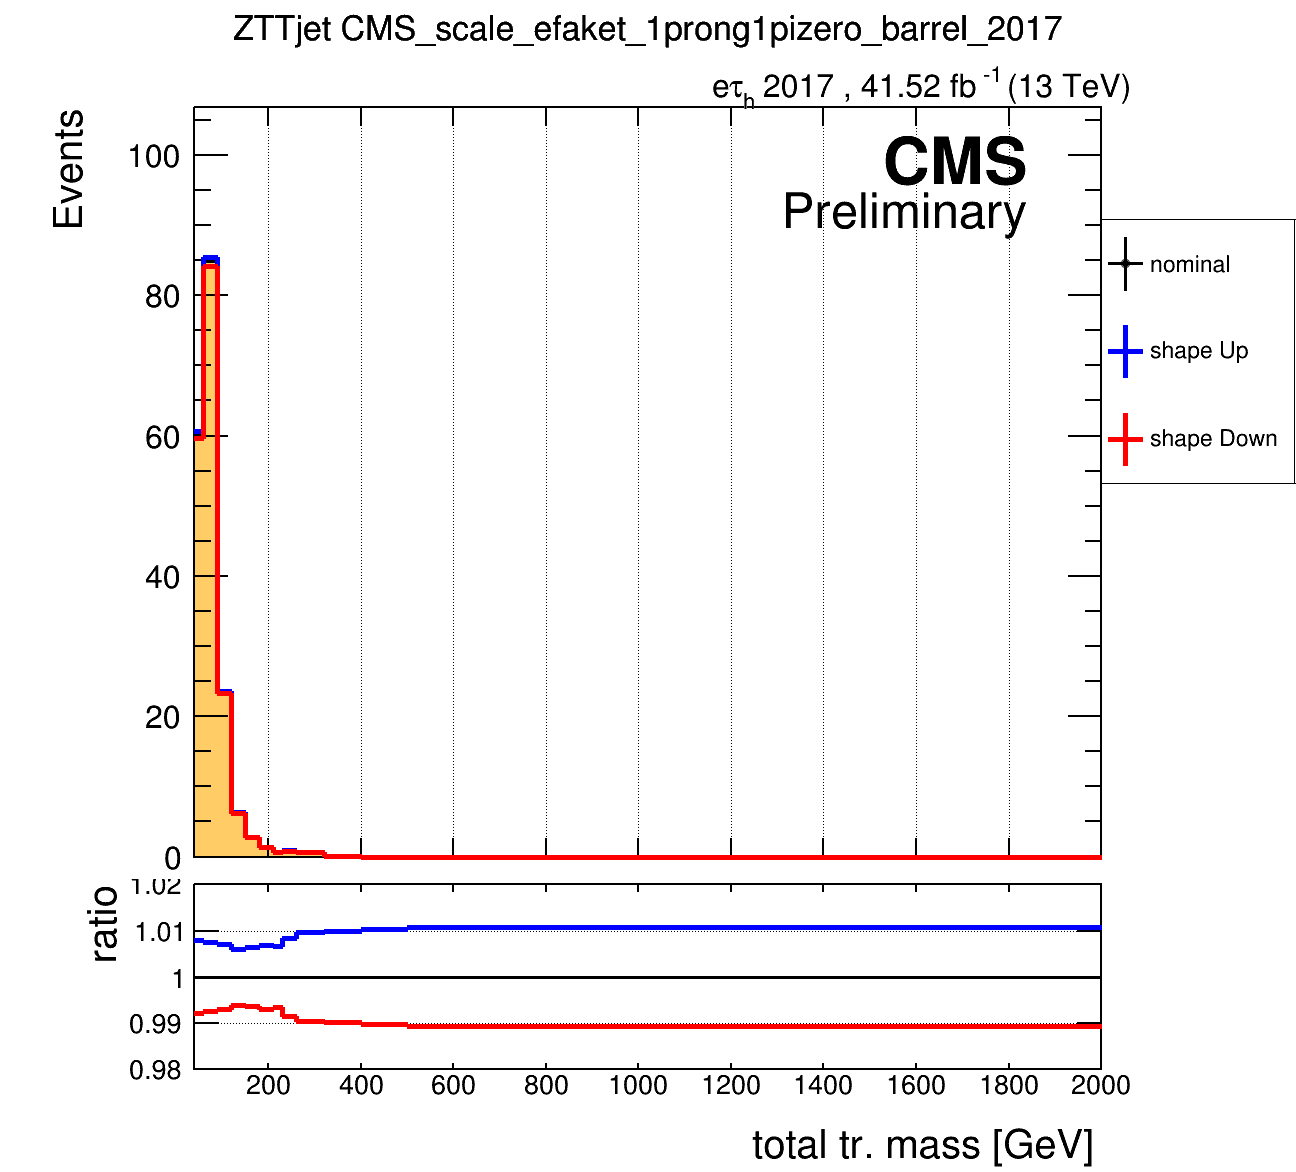 ZTTjet CMS_scale_efaket_1prong1pizero_barrel_2017
eτh 2017 , 41.52 fb -1 (13 TeV)
Events
100
80
60
40
20
0
CMS
Preliminary
nominal
shape Up
shape Down
ratio
1.02
1.01
1
0.99
0.98
200 400 600 800 1000 1200 1400 1600 1800 2000
total tr. mass [GeV]